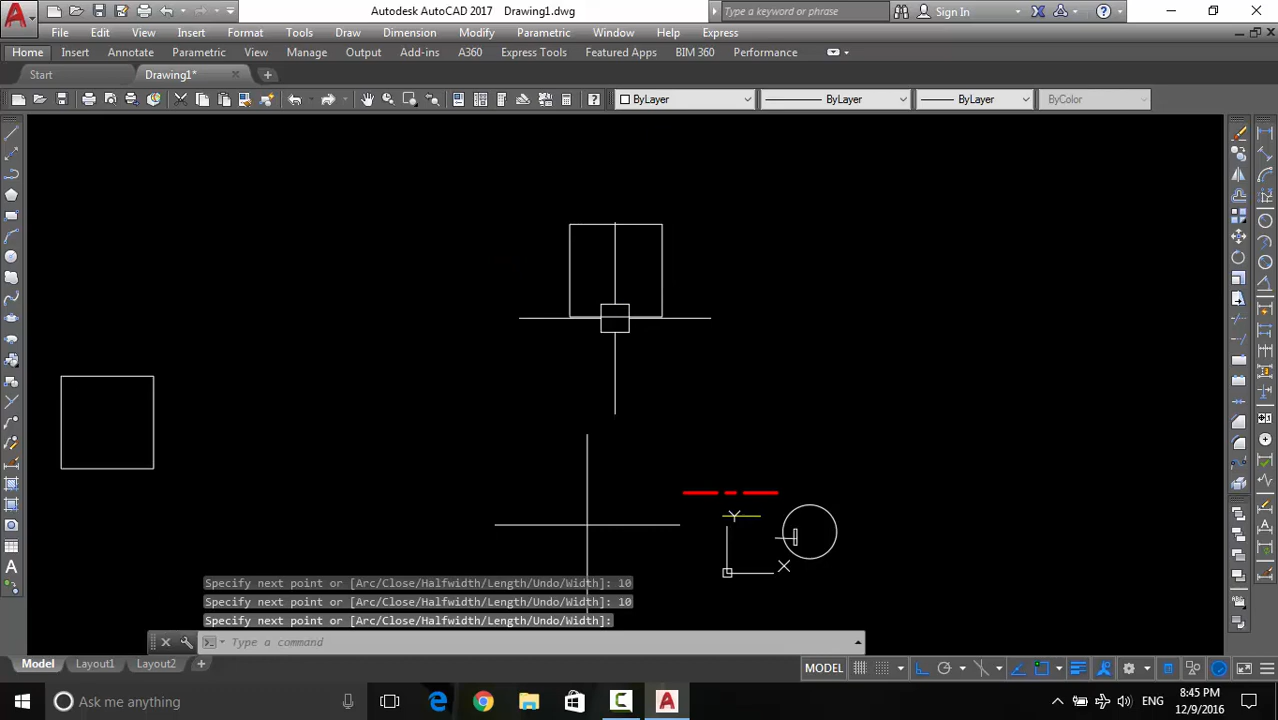 Autodesk AutoCAD 2017 Drawing1.dwg
Type a keyword or phrase
Sign In
File Edit View Insert Format Tools Draw Dimension Modify Parametric Window Help Express
Home Insert Annotate Parametric View Manage Output Add-ins A360 Express Tools Featured Apps BIM 360 Performance
Start Drawing1*
ByLayer ByLayer ByLayer ByColor
Y
X
Specify next point or [Arc/Close/Halfwidth/Length/Undo/Width]: 10
Specify next point or [Arc/Close/Halfwidth/Length/Undo/Width]: 10
Specify next point or [Arc/Close/Halfwidth/Length/Undo/Width]:
Type a command
Model Layout1 Layout2 MODEL
Ask me anything
ENG
8:45 PM
12/9/2016